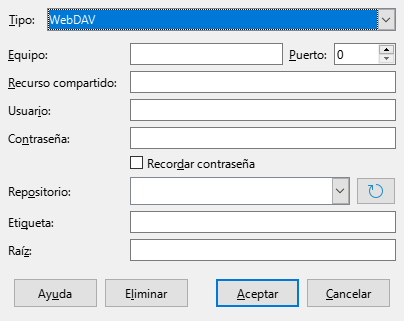 Tipo: WebDAV
Equipo: Puerto: 0
Recurso compartido:
Usuario:
Contraseña:
Recordar contraseña
Repositorio:
Etiqueta:
Raíz:
Ayuda Eliminar Aceptar Cancelar